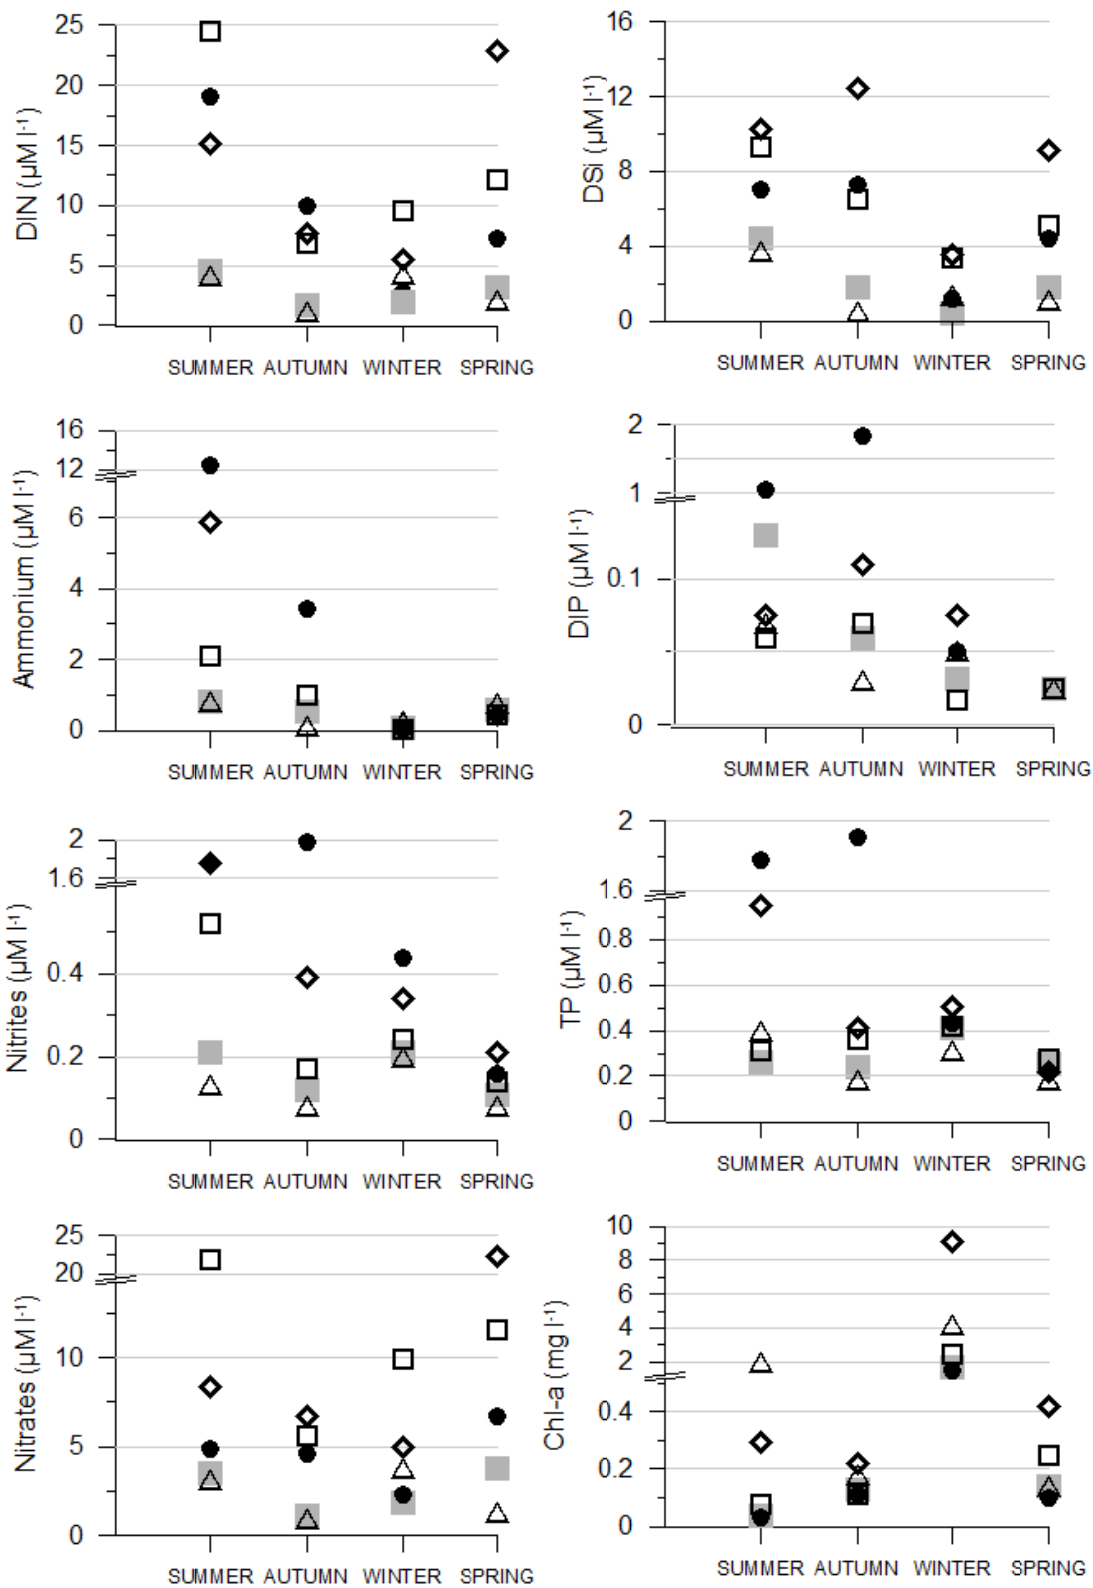 DIN (µM l-1)
25
20
15
10
5
0
SUMMER AUTUMN WINTER SPRING
DSi (µM l-1)
16
12
8
4
0
SUMMER AUTUMN WINTER SPRING
Ammonium (µM l-1)
16
12
6
4
2
0
SUMMER AUTUMN WINTER SPRING
DIP (µM l-1)
2
1
0.1
0
SUMMER AUTUMN WINTER SPRING
Nitrites (µM l-1)
2
1.6
0.4
0.2
0
SUMMER AUTUMN WINTER SPRING
TP (µM l-1)
2
1.6
0.8
0.6
0.4
0.2
0
SUMMER AUTUMN WINTER SPRING
Nitrates (µM l-1)
25
20
10
5
0
SUMMER AUTUMN WINTER SPRING
Chl-a (mg l-1)
10
8
6
4
2
0.4
0.2
0
SUMMER AUTUMN WINTER SPRING